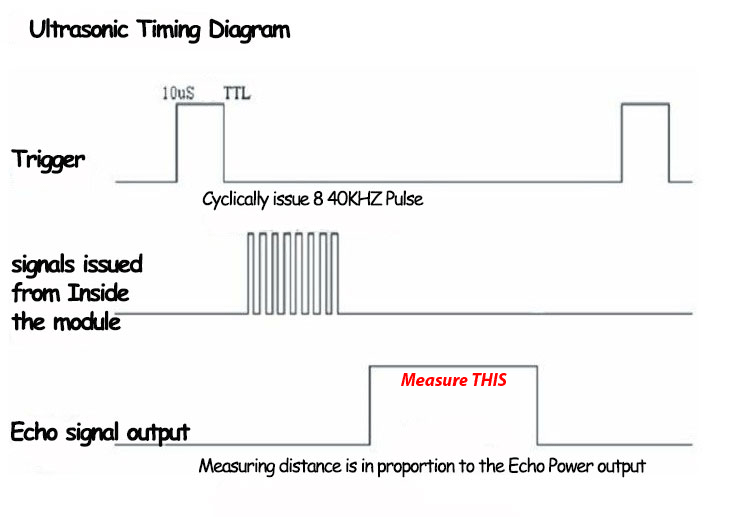 Ultrasonic Timing Diagram
10uS TTL
Trigger
Cyclically issue 8 40KHZ Pulse
signals issued
from Inside
the module
Measure THIS
Echo signal output
Measuring distance is in proportion to the Echo Power output